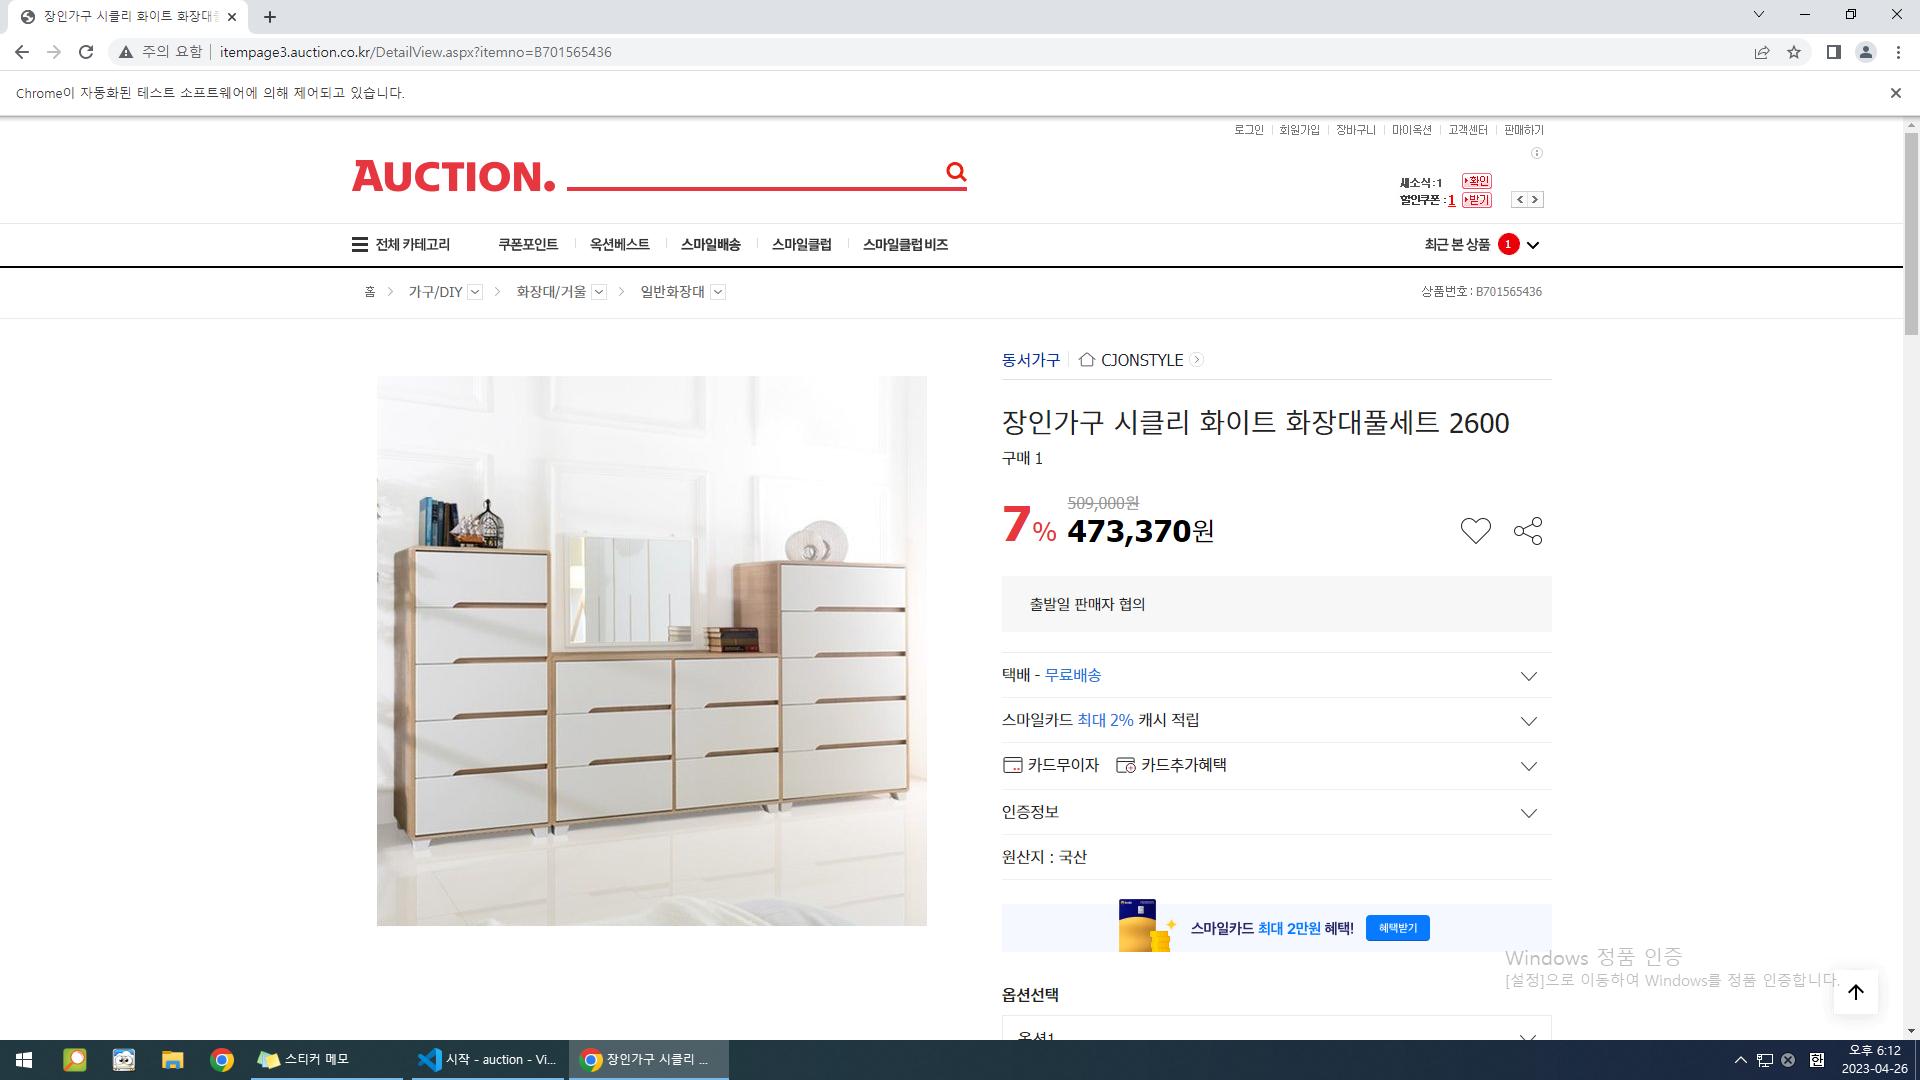 장인가구 시클리 화이트 화장대풀
주의 요함
itempage3.auction.co.kr/DetailView.aspx?itemno=B701565436
Chrome이 자동화된 테스트 소프트웨어에 의해 제어되고 있습니다.
로그인 회원가입 장바구니 마이옥션 고객센터 판매하기
AUCTION.
새소식:1 확인
할인쿠폰:1 받기
전체 카테고리 쿠폰포인트 옥션베스트 스마일배송 스마일클럽 스마일클럽 비즈 최근 본 상품 1
홈 > 가구/DIY > 화장대/거울 > 일반화장대 상품번호 : B701565436
동서가구 CJONSTYLE
장인가구 시클리 화이트 화장대풀세트 2600
구매 1
509,000원
7% 473,370원
출발일 판매자 협의
택배 - 무료배송
스마일카드 최대 2% 캐시 적립
카드무이자 카드추가혜택
인증정보
원산지 : 국산
스마일카드 최대 2만원 혜택! 혜택받기
Windows 정품 인증
[설정]으로 이동하여 Windows를 정품 인증합니다.
옵션선택
옵션1
스티커 메모
시작 - auction - Vi...
장인가구 시클리 ...
한
오후 6:12
2023-04-26